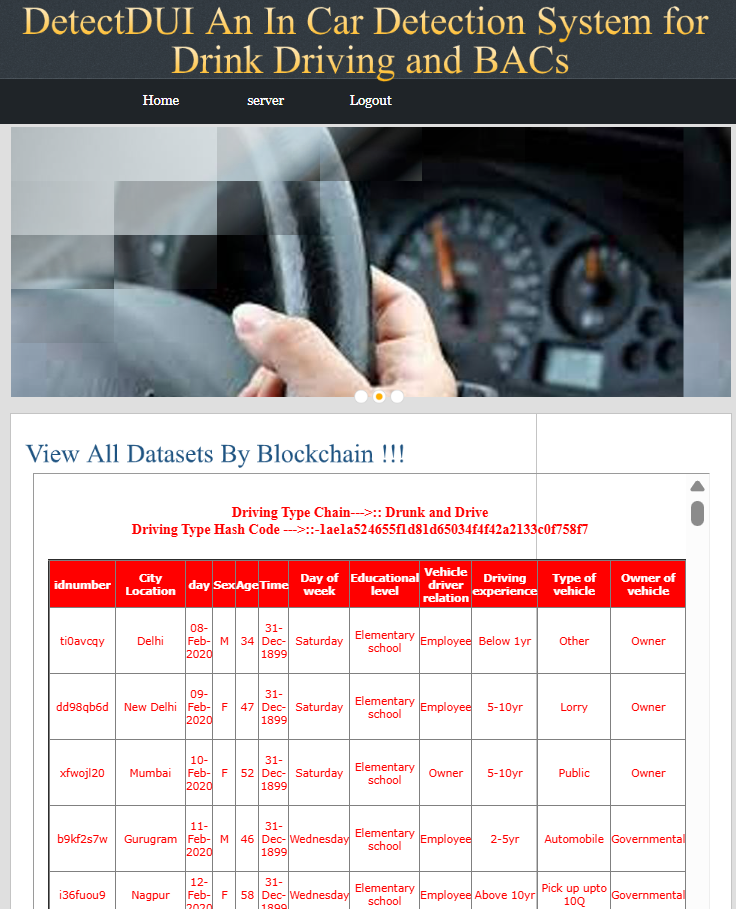 DetectDUI An In Car Detection System for
Drink Driving and BACs
Home server Logout
View All Datasets By Blockchain !!!
Driving Type Chain--->:: Drunk and Drive
Driving Type Hash Code --->::-1ae1a524655f1d81d65034f4f42a2133c0f758f7
idnumber City Location day Sex Age Time Day of week Educational level Vehicle driver relation Driving experience Type of vehicle Owner of vehicle
ti0avcqy Delhi 08-Feb-2020 M 34 31-Dec-1899 Saturday Elementary school Employee Below 1yr Other Owner
dd98qb6d New Delhi 09-Feb-2020 F 47 31-Dec-1899 Saturday Elementary school Employee 5-10yr Lorry Owner
xfwojl20 Mumbai 10-Feb-2020 F 52 31-Dec-1899 Saturday Elementary school Owner 5-10yr Public Owner
b9kf2s7w Gurugram 11-Feb-2020 M 46 31-Dec-1899 Wednesday Elementary school Employee 2-5yr Automobile Governmental
i36fuou9 Nagpur 12-Feb-2020 F 58 31-Dec-1899 Wednesday Elementary school Employee Above 10yr Pick up upto 10Q Governmental